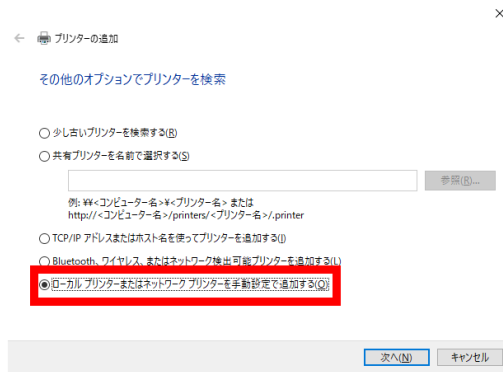 プリンターの追加
その他のオプションでプリンターを検索
少し古いプリンターを検索する(R)
共有プリンターを名前で選択する(S)
参照(R)...
例: ¥¥<コンピューター名>¥<プリンター名> または
http://<コンピューター名>/printers/<プリンター名>/.printer
TCP/IP アドレスまたはホスト名を使ってプリンターを追加する(I)
Bluetooth、ワイヤレス、またはネットワーク検出可能プリンターを追加する(L)
ローカル プリンターまたはネットワーク プリンターを手動設定で追加する(O)
次へ(N)
キャンセル